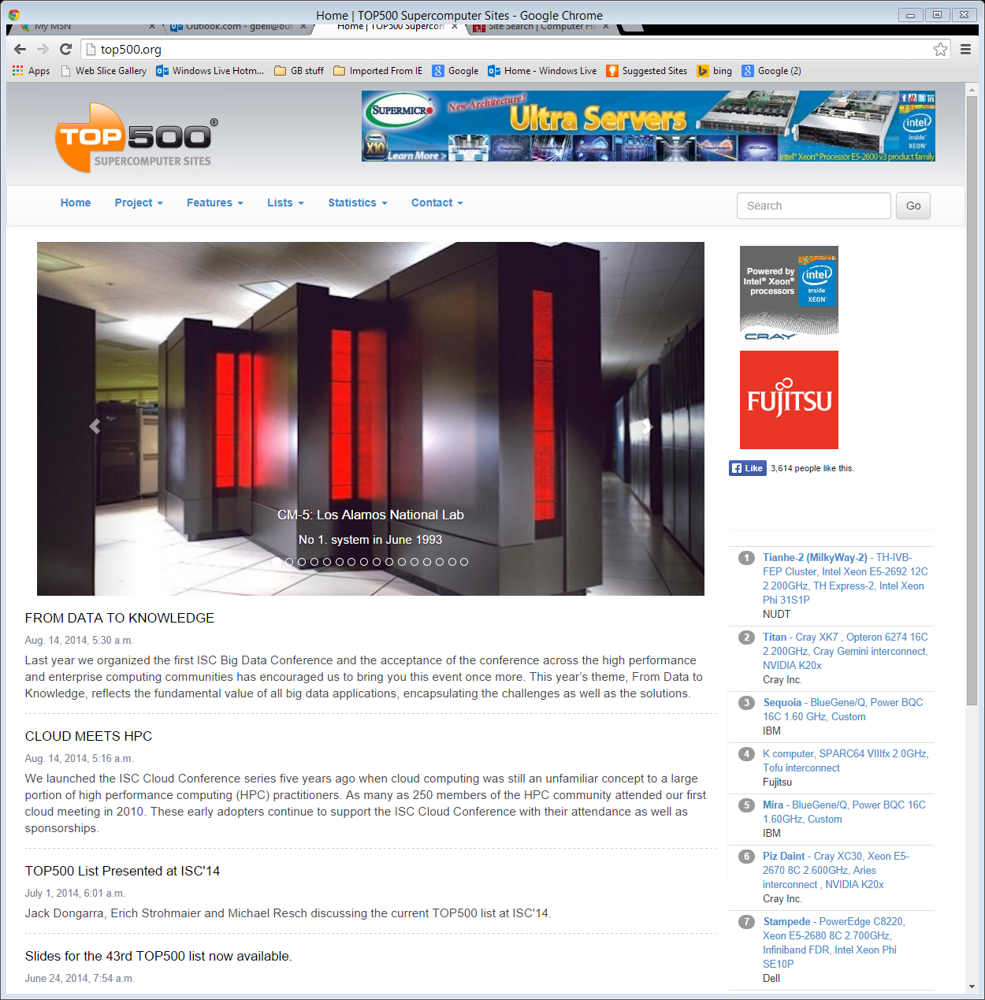 Home | TOP500 Supercomputer Sites - Google Chrome
My MSN
Outlook.com - gbell@out
Home | TOP500 Supercon
Site Search | Computer Hi
top500.org
Apps
Web Slice Gallery
Windows Live Hotm...
GB stuff
Imported From IE
Google
Home - Windows Live
Suggested Sites
bing
Google (2)
TOP500®
SUPERCOMPUTER SITES
SUPERMICRO
New Architecture!
Ultra Servers
X10
Learn More >
intel inside XEON
Intel® Xeon® Processor E5-2600 v3 product family
Home
Project
Features
Lists
Statistics
Contact
Search
Go
CM-5: Los Alamos National Lab
No 1. system in June 1993
Powered by
Intel® Xeon®
processors
intel
inside
XEON
CRAY
FUJITSU
Like
3,614 people like this.
FROM DATA TO KNOWLEDGE
Aug. 14, 2014, 5:30 a.m.
Last year we organized the first ISC Big Data Conference and the acceptance of the conference across the high performance
and enterprise computing communities has encouraged us to bring you this event once more. This year's theme, From Data to
Knowledge, reflects the fundamental value of all big data applications, encapsulating the challenges as well as the solutions.
CLOUD MEETS HPC
Aug. 14, 2014, 5:16 a.m.
We launched the ISC Cloud Conference series five years ago when cloud computing was still an unfamiliar concept to a large
portion of high performance computing (HPC) practitioners. As many as 250 members of the HPC community attended our first
cloud meeting in 2010. These early adopters continue to support the ISC Cloud Conference with their attendance as well as
sponsorships.
TOP500 List Presented at ISC'14
July 1, 2014, 6:01 a.m.
Jack Dongarra, Erich Strohmaier and Michael Resch discussing the current TOP500 list at ISC'14.
Slides for the 43rd TOP500 list now available.
June 24, 2014, 7:54 a.m.
1 Tianhe-2 (MilkyWay-2) - TH-IVB-
FEP Cluster, Intel Xeon E5-2692 12C
2.200GHz, TH Express-2, Intel Xeon
Phi 31S1P
NUDT
2 Titan - Cray XK7 , Opteron 6274 16C
2.200GHz, Cray Gemini interconnect,
NVIDIA K20x
Cray Inc.
3 Sequoia - BlueGene/Q, Power BQC
16C 1.60 GHz, Custom
IBM
4 K computer, SPARC64 VIIIfx 2.0GHz,
Tofu interconnect
Fujitsu
5 Mira - BlueGene/Q, Power BQC 16C
1.60GHz, Custom
IBM
6 Piz Daint - Cray XC30, Xeon E5-
2670 8C 2.600GHz, Aries
interconnect , NVIDIA K20x
Cray Inc.
7 Stampede - PowerEdge C8220,
Xeon E5-2680 8C 2.700GHz,
Infiniband FDR, Intel Xeon Phi
SE10P
Dell